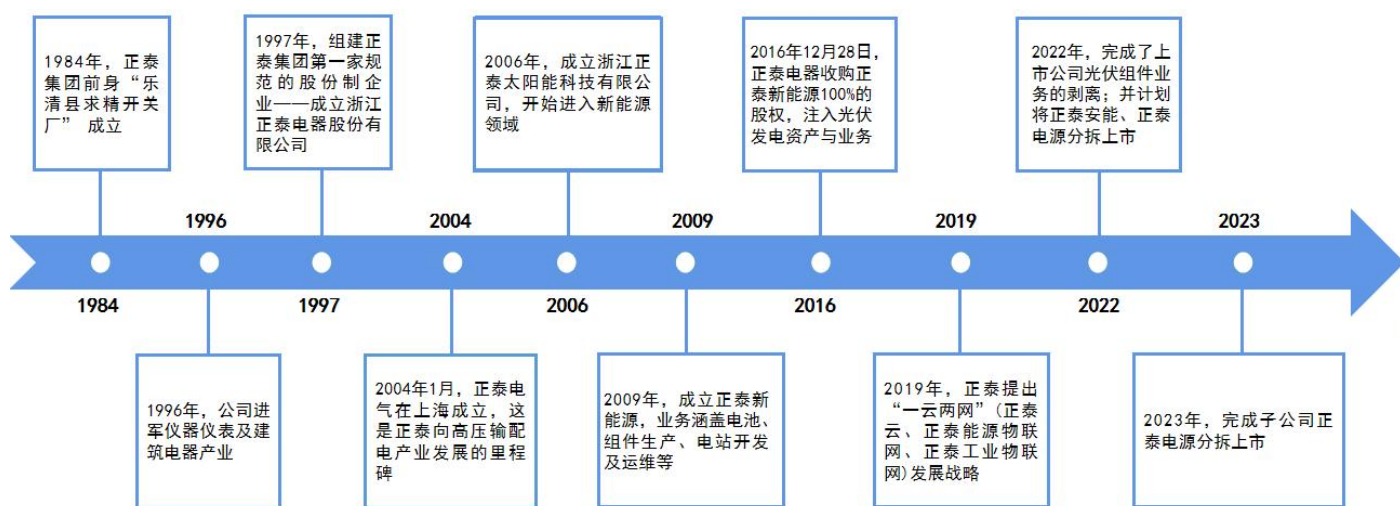 1984年，正泰
集团前身“乐
清县求精开关
厂” 成立
1997年，组建正
泰集团第一家规
范的股份制企
业——成立浙江
正泰电器股份有
限公司
2006年，成立浙江正
泰太阳能科技有限公
司，开始进入新能源
领域
2016年12月28日，
正泰电器收购正
泰新能源100%的
股权，注入光伏
发电资产与业务
2022年，完成了上
市公司光伏组件业
务的剥离；并计划
将正泰安能、正泰
电源分拆上市
1996
2004
2009
2019
2023
1984
1997
2006
2016
2022
1996年，公司进
军仪器仪表及建
筑电器产业
2004年1月，正泰电
气在上海成立，这
是正泰向高压输配
电产业发展的里程
碑
2009年，成立正泰新
能源，业务涵盖电池、
组件生产、电站开发
及运维等
2019年，正泰提出
“一云两网”(正泰
云、正泰能源物联
网、正泰工业物联
网)发展战略
2023年，完成子公司正
泰电源分拆上市